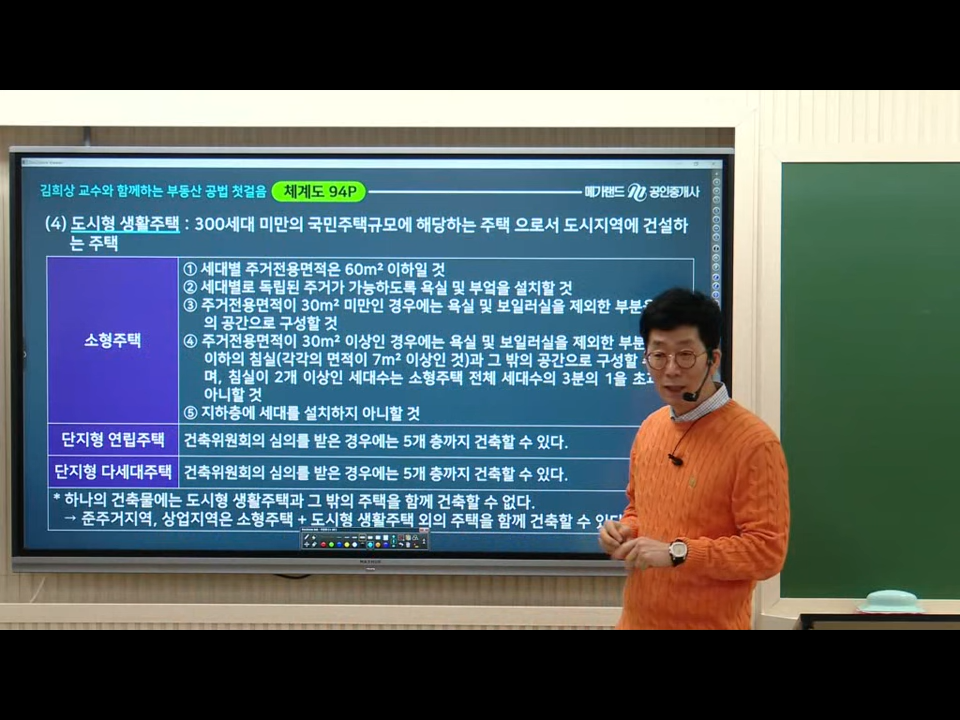 김희상 교수와 함께하는 부동산 공법 첫걸음 체계도 94P 메가랜드 공인중개사
(4) 도시형 생활주택 : 300세대 미만의 국민주택규모에 해당하는 주택 으로서 도시지역에 건설하
는 주택
① 세대별 주거전용면적은 60m² 이하일 것
② 세대별로 독립된 주거가 가능하도록 욕실 및 부엌을 설치할 것
③ 주거전용면적이 30m² 미만인 경우에는 욕실 및 보일러실을 제외한 부분을
의 공간으로 구성할 것
소형주택
④ 주거전용면적이 30m² 이상인 경우에는 욕실 및 보일러실을 제외한
이하의 침실(각각의 면적이 7m² 이상인 것)과 그 밖의 공간으로 구성할
며, 침실이 2개 이상인 세대수는 소형주택 전체 세대수의 3분의 1을
아니할 것
⑤ 지하층에 세대를 설치하지 아니할 것
단지형 연립주택 건축위원회의 심의를 받은 경우에는 5개 층까지 건축할 수 있다.
단지형 다세대주택 건축위원회의 심의를 받은 경우에는 5개 층까지 건축할 수 있다.
* 하나의 건축물에는 도시형 생활주택과 그 밖의 주택을 함께 건축할 수 없다.
→ 준주거지역, 상업지역은 소형주택 + 도시형 생활주택 외의 주택을 함께 건축할 수